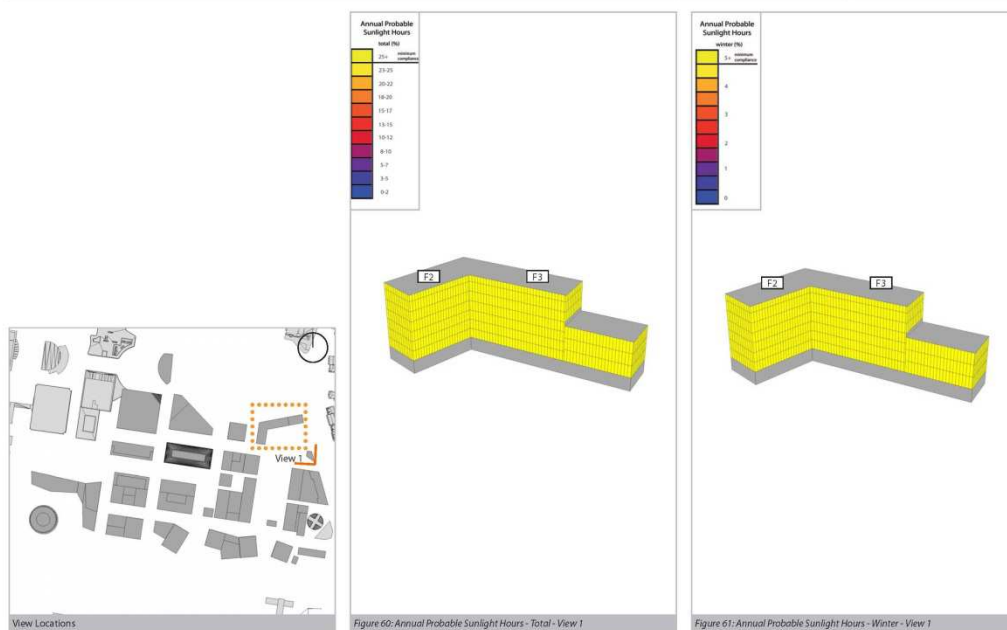 Annual Probable
Sunlight Hours
total (%)
25+ minimum
compliance
23-25
20-22
18-20
15-17
13-15
10-12
8-10
5-7
3-5
0-2
F2
F3
Figure 60: Annual Probable Sunlight Hours - Total - View 1
Annual Probable
Sunlight Hours
winter (%)
5+ minimum
compliance
4
3
2
1
0
F2
F3
Figure 61: Annual Probable Sunlight Hours - Winter - View 1
View 1
View Locations